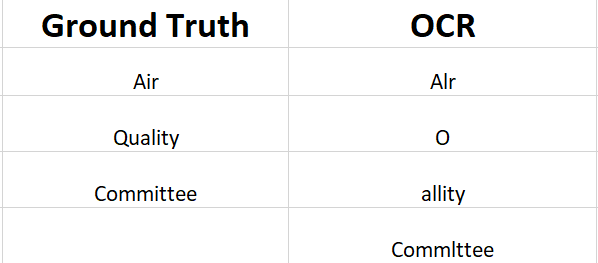 Ground Truth OCR
Air Alr
Quality O
Committee allity
Commlttee